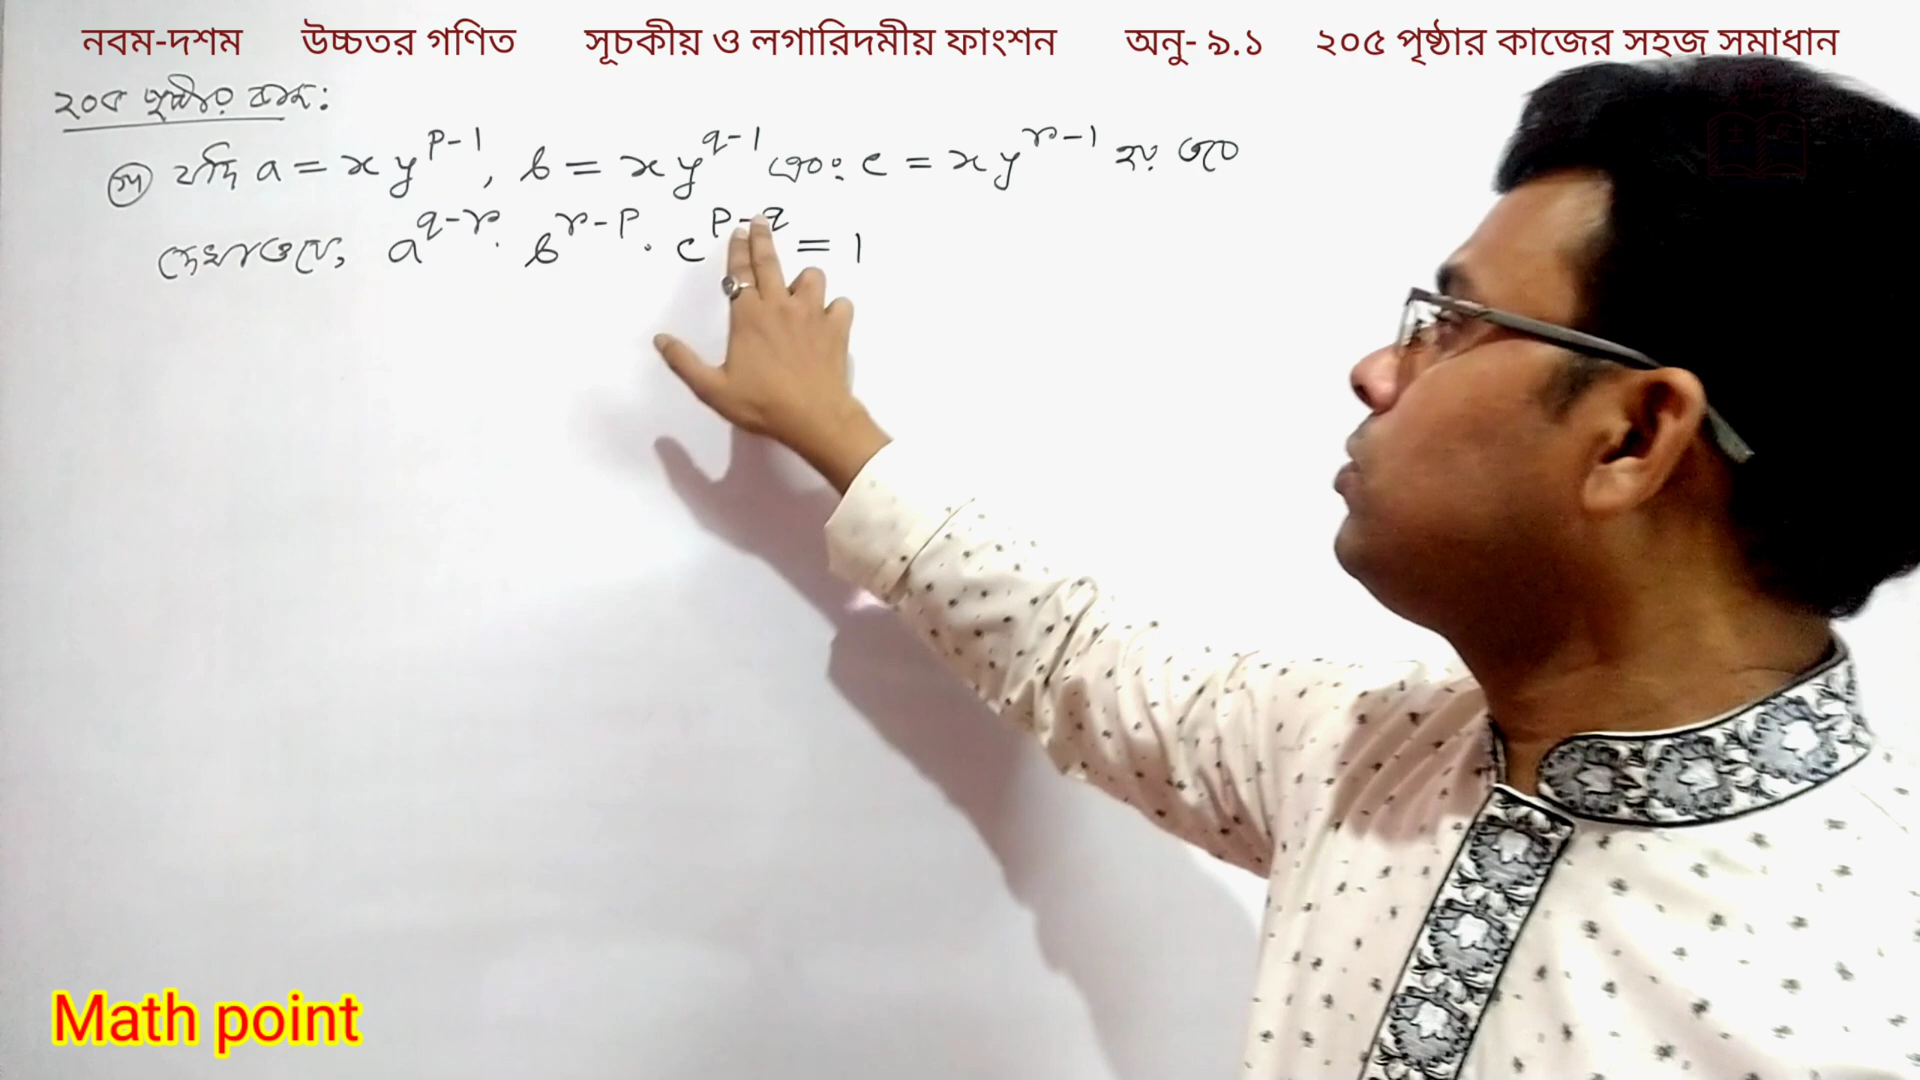 নবম-দশম উচ্চতর গণিত সূচকীয় ও লগারিদমীয় ফাংশন অনু- ৯.১ ২০৫ পৃষ্ঠার কাজের সহজ সমাধান
২০৫ পৃষ্ঠার কাজ:
(গ) যদি a = xy^{p-1}, b = xy^{q-1} এবং c = xy^{r-1} হয় তবে
দেখাও যে, a^{q-r} . b^{r-p} . c^{p-q} = 1
Math point